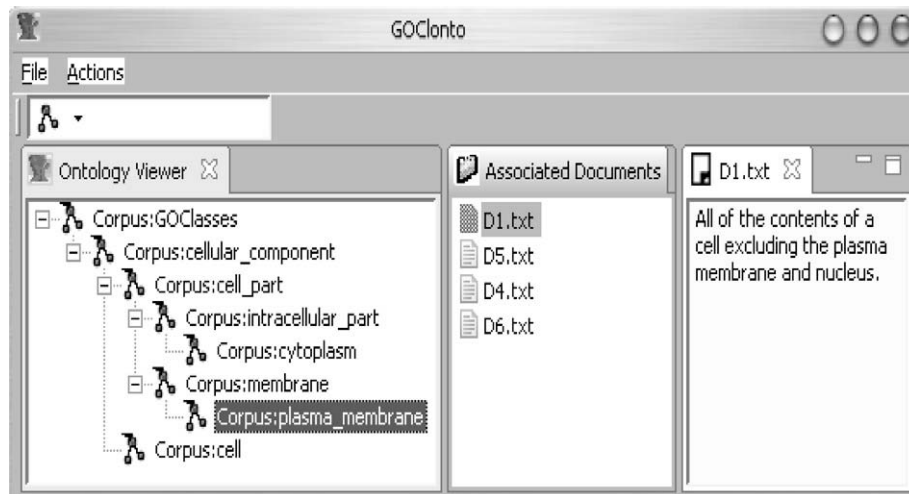 GOClonto
File Actions
Ontology Viewer
Corpus:GOClasses
Corpus:cellular_component
Corpus:cell_part
Corpus:intracellular_part
Corpus:cytoplasm
Corpus:membrane
Corpus:plasma_membrane
Corpus:cell
Associated Documents
D1.txt
D5.txt
D4.txt
D6.txt
D1.txt
All of the contents of a
cell excluding the plasma
membrane and nucleus.